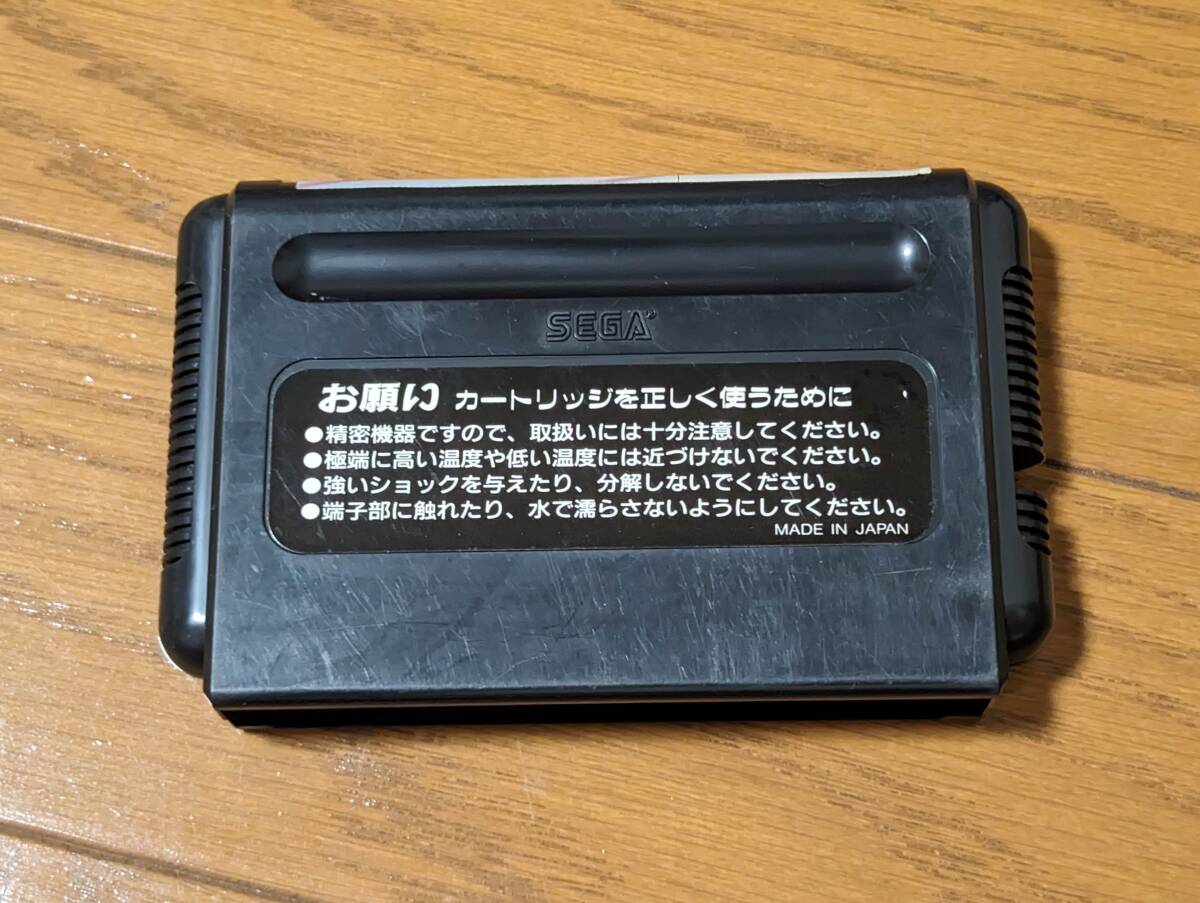 SEGA
お願い カートリッジを正しく使うために
●精密機器ですので、取扱いには十分注意してください。
●極端に高い温度や低い温度には近づけないでください。
●強いショックを与えたり、分解しないでください。
●端子部に触れたり、水で濡らさないようにしてください。
MADE IN JAPAN